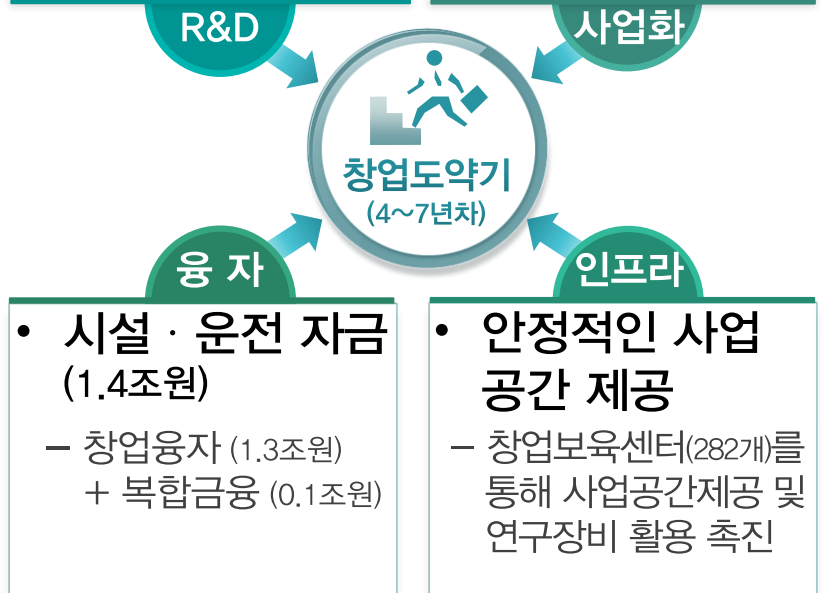 R&D
사업화
창업도약기
(4~7년차)
융 자
인프라
• 시설 · 운전 자금
(1.4조원)
– 창업융자 (1.3조원)
+ 복합금융 (0.1조원)
• 안정적인 사업
공간 제공
– 창업보육센터(282개)를
통해 사업공간제공 및
연구장비 활용 촉진